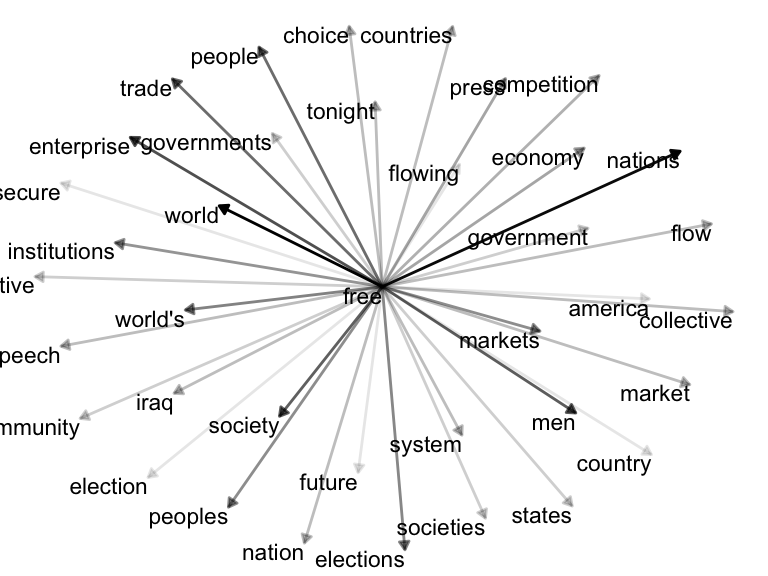 choice countries
people
trade
press competition
tonight
enterprise governments
flowing
economy
nations
secure
world
government
flow
institutions
tive
free
america
collective
world's
markets
peech
market
iraq
men
society
mmunity
system
country
election
future
peoples
societies
states
nation
elections